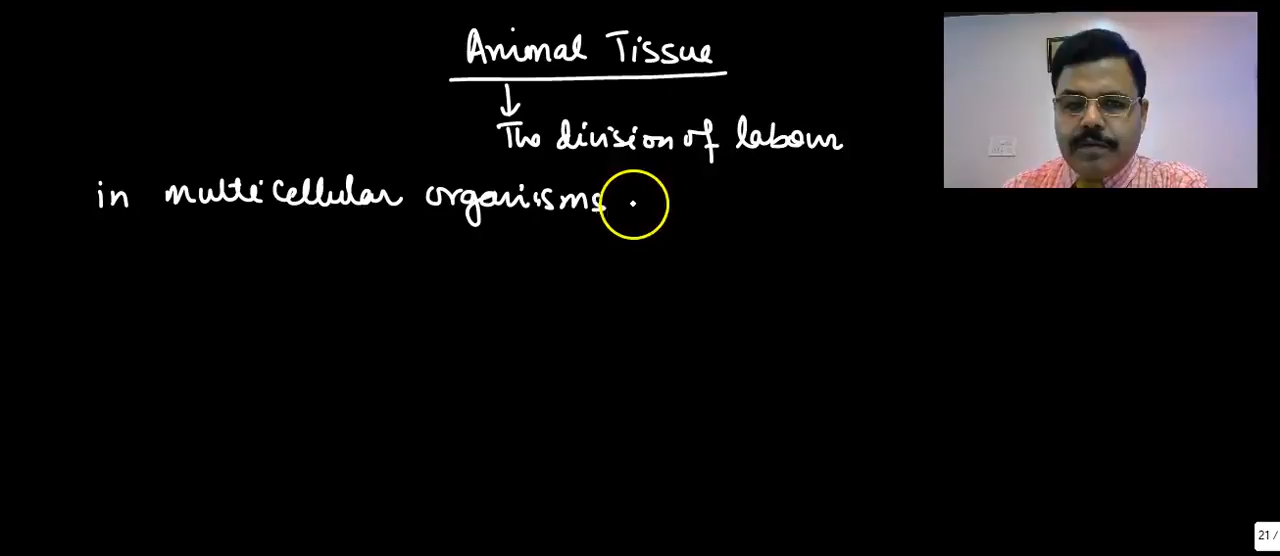 Animal Tissue
The division of labour
in multicellular organisms
21/